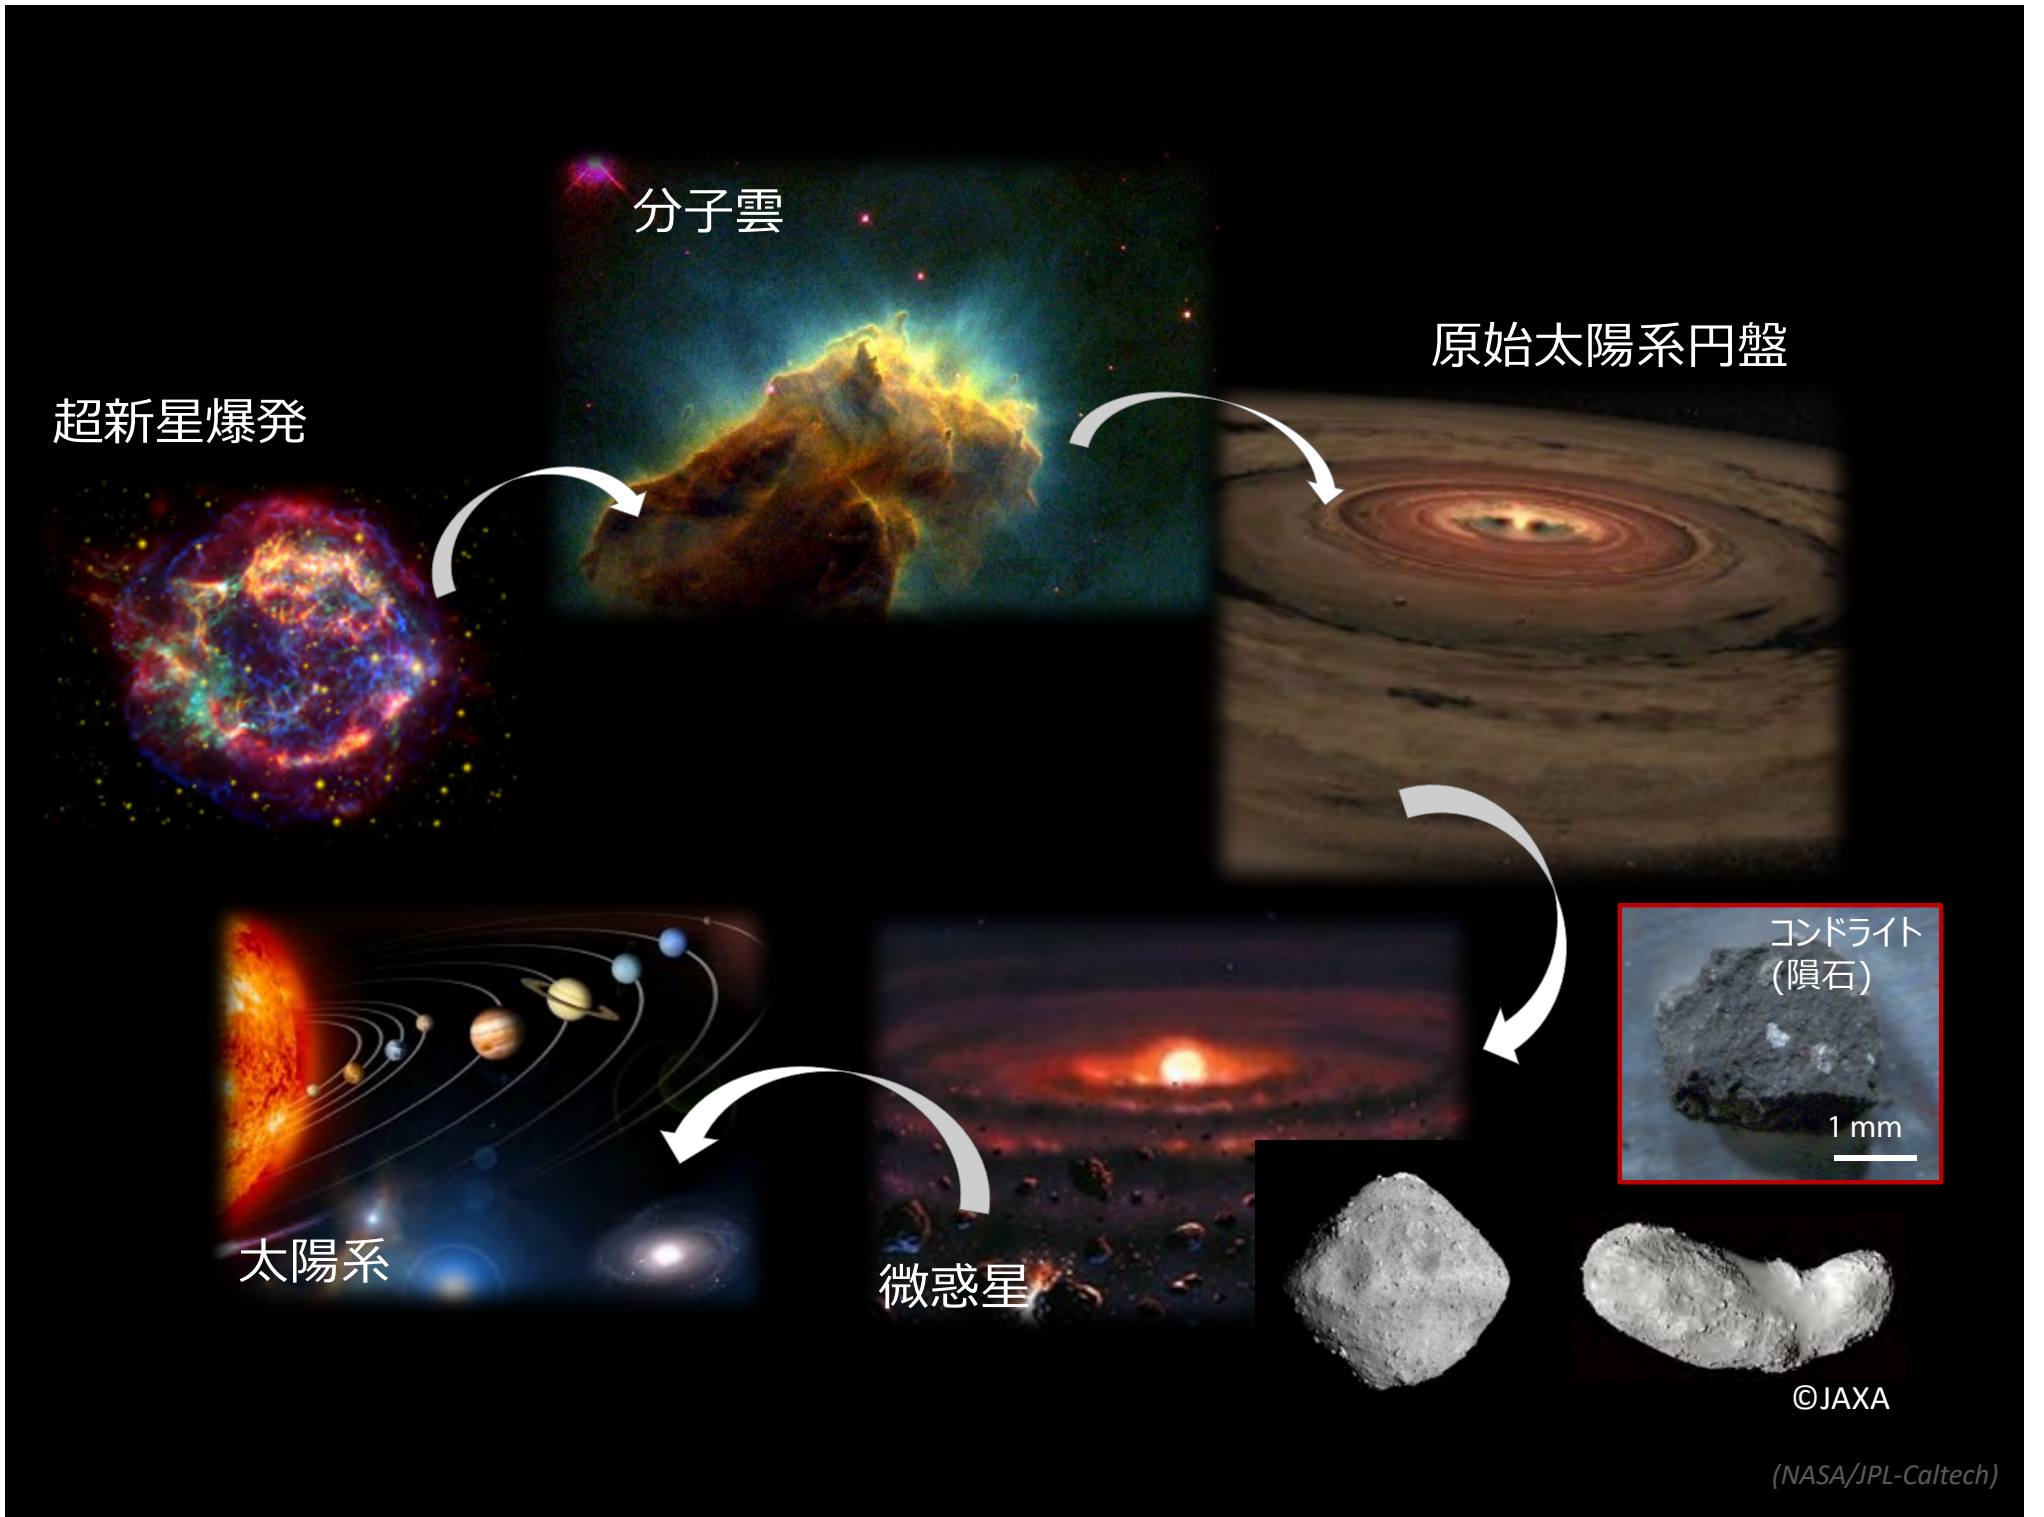 分子雲
原始太陽系円盤
超新星爆発
コンドライト
(隕石)
1 mm
太陽系
微惑星
©JAXA
(NASA/JPL-Caltech)